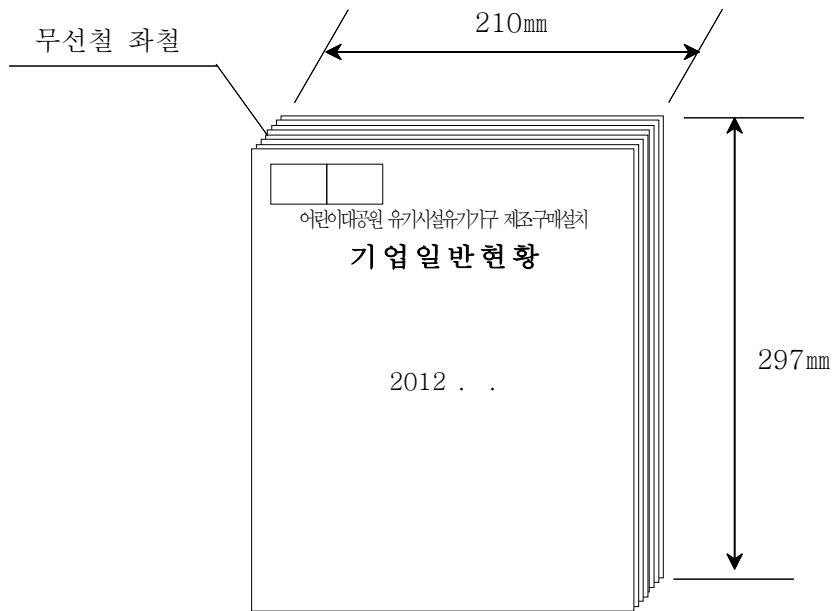 210㎜
무선철 좌철
어린이대공원 유기시설유기기구 제조구매설치
기업일반현황
2012 . .
297㎜